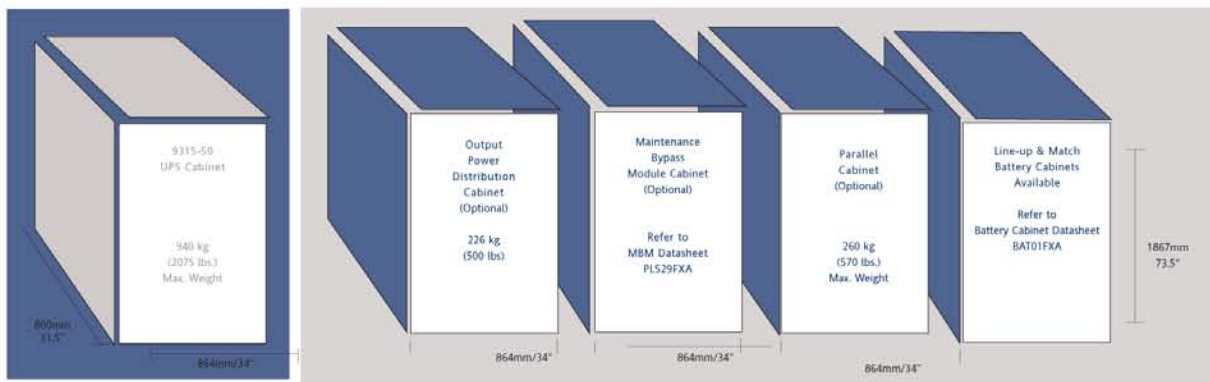 9315-50
UPS Cabinet
940 kg
(2075 lbs.)
Max. Weight
800mm
31.5"
864mm/34"
Output
Power
Distribution
Cabinet
(Optional)
226 kg
(500 lbs)
864mm/34"
Maintenance
Bypass
Module Cabinet
(Optional)
Refer to
MBM Datasheet
PLS29FXA
864mm/34"
Parallel
Cabinet
(Optional)
260 kg
(570 lbs.)
Max. Weight
864mm/34"
Line-up & Match
Battery Cabinets
Available
Refer to
Battery Cabinet Datasheet
BAT01FXA
1867mm
73.5"